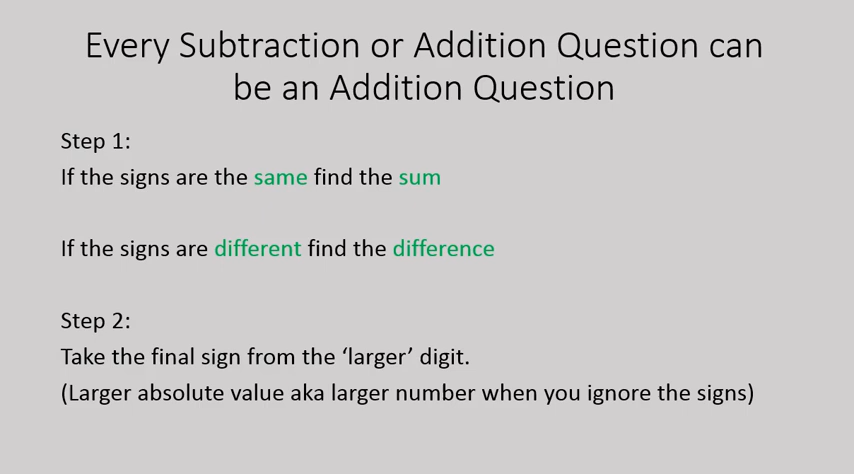 Every Subtraction or Addition Question can
be an Addition Question
Step 1:
If the signs are the same find the sum
If the signs are different find the difference
Step 2:
Take the final sign from the ‘larger’ digit.
(Larger absolute value aka larger number when you ignore the signs)